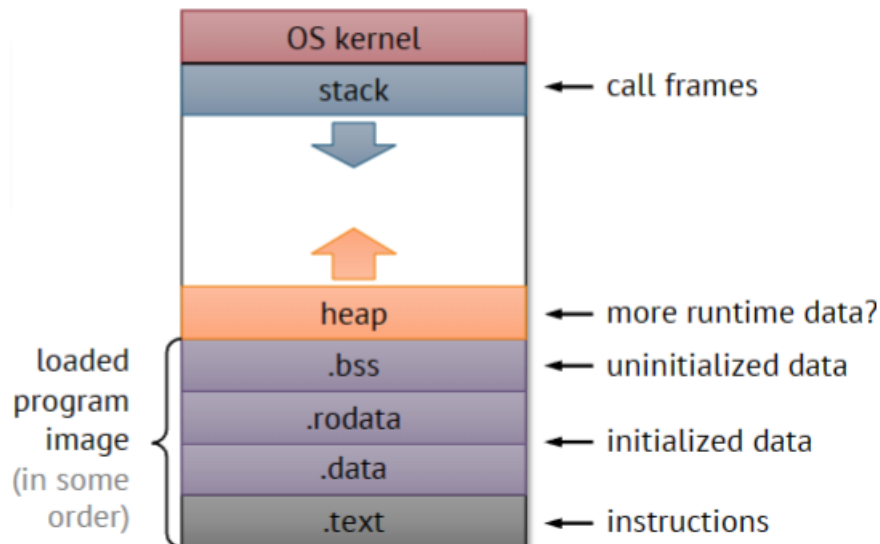 OS kernel
stack
call frames
heap
more runtime data?
.bss
uninitialized data
.rodata
initialized data
.data
.text
instructions
loaded
program
image
(in some
order)